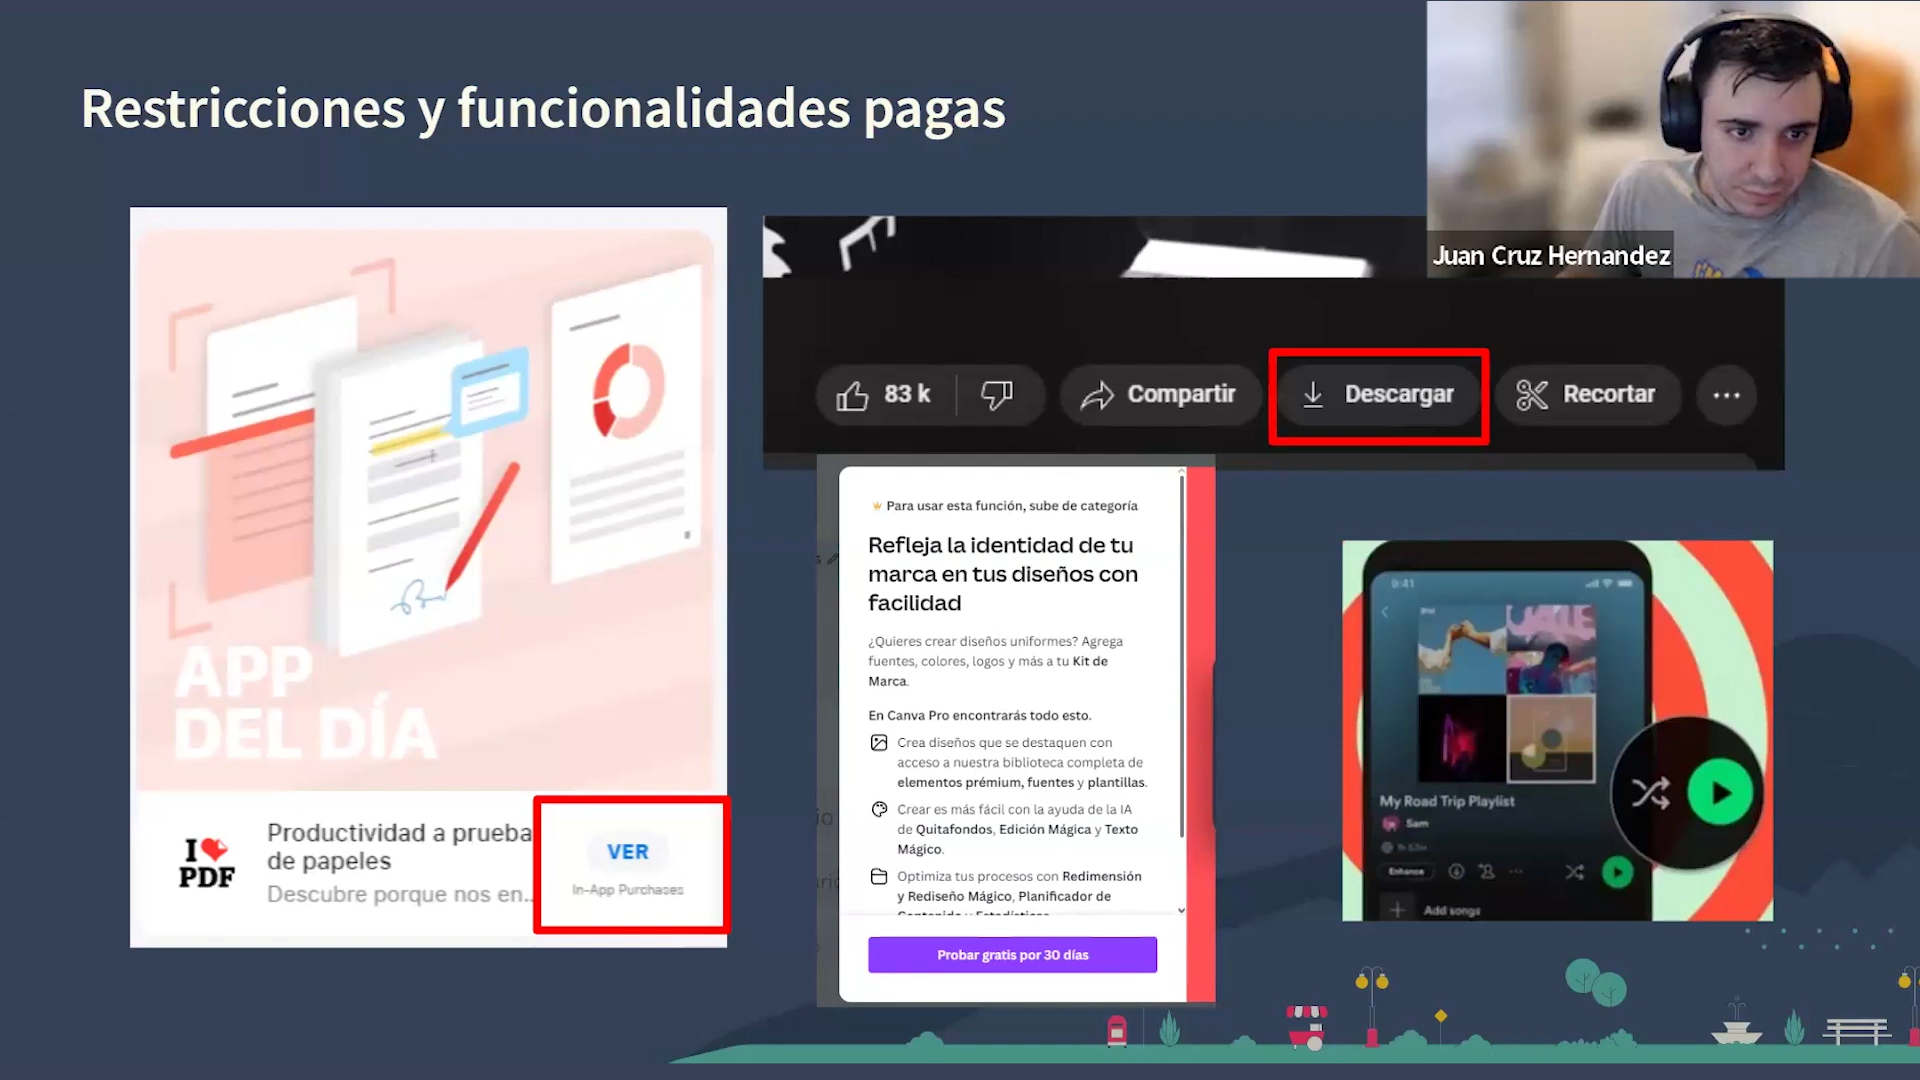 Restricciones y funcionalidades pagas
Juan Cruz Hernandez
APP
DEL DÍA
I PDF
Productividad a prueba
de papeles
Descubre porque nos en...
VER
In-App Purchases
83 k
Compartir
Descargar
Recortar
Para usar esta función, sube de categoría
Refleja la identidad de tu
marca en tus diseños con
facilidad
¿Quieres crear diseños uniformes? Agrega
fuentes, colores, logos y más a tu Kit de
Marca.
En Canva Pro encontrarás todo esto.
Crea diseños que se destaquen con
acceso a nuestra biblioteca completa de
elementos prémium, fuentes y plantillas.
Crear es más fácil con la ayuda de la IA
de Quitafondos, Edición Mágica y Texto
Mágico.
Optimiza tus procesos con Redimensión
y Rediseño Mágico, Planificador de
Contenido y Estadísticas
Probar gratis por 30 días
9:41
My Road Trip Playlist
Sam
Enhance
Add songs